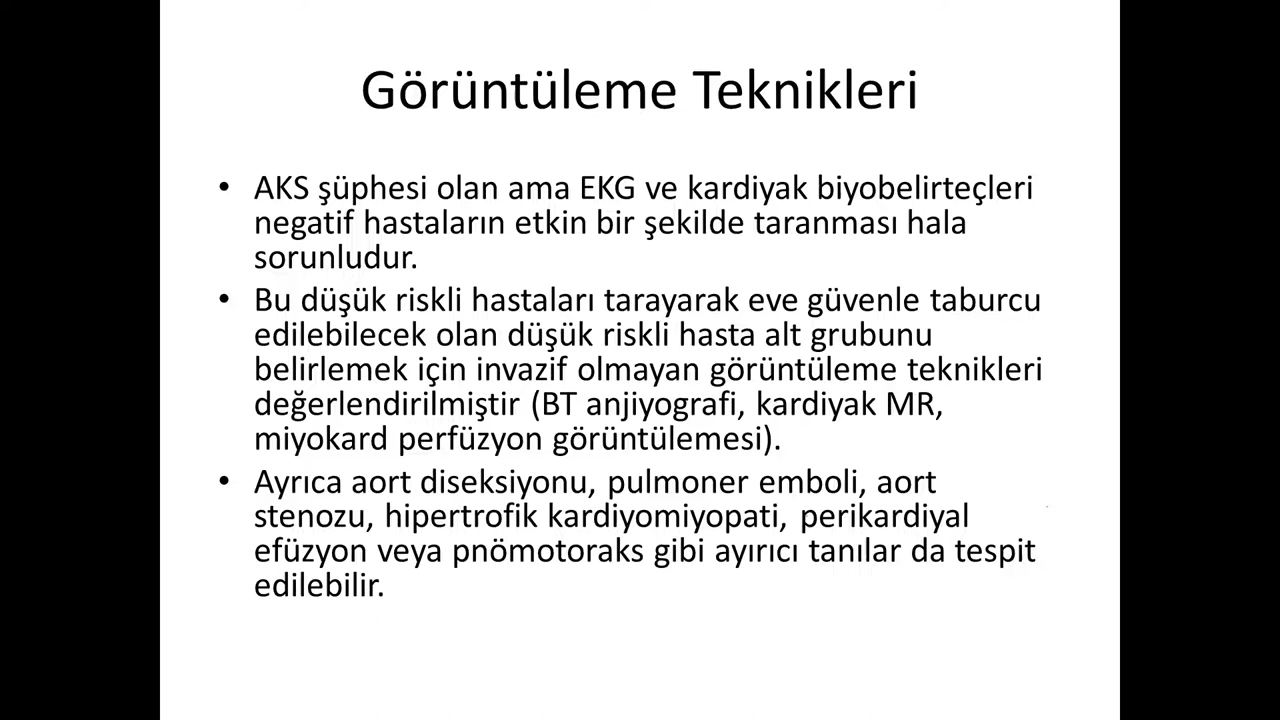 Görüntüleme Teknikleri
• AKS şüphesi olan ama EKG ve kardiyak biyobelirteçleri
negatif hastaların etkin bir şekilde taranması hala
sorunludur.
• Bu düşük riskli hastaları tarayarak eve güvenle taburcu
edilebilecek olan düşük riskli hasta alt grubunu
belirlemek için invazif olmayan görüntüleme teknikleri
değerlendirilmiştir (BT anjiyografi, kardiyak MR,
miyokard perfüzyon görüntülemesi).
• Ayrıca aort diseksiyonu, pulmoner emboli, aort
stenozu, hipertrofik kardiyomiyopati, perikardiyal
efüzyon veya pnömotoraks gibi ayırıcı tanılar da tespit
edilebilir.